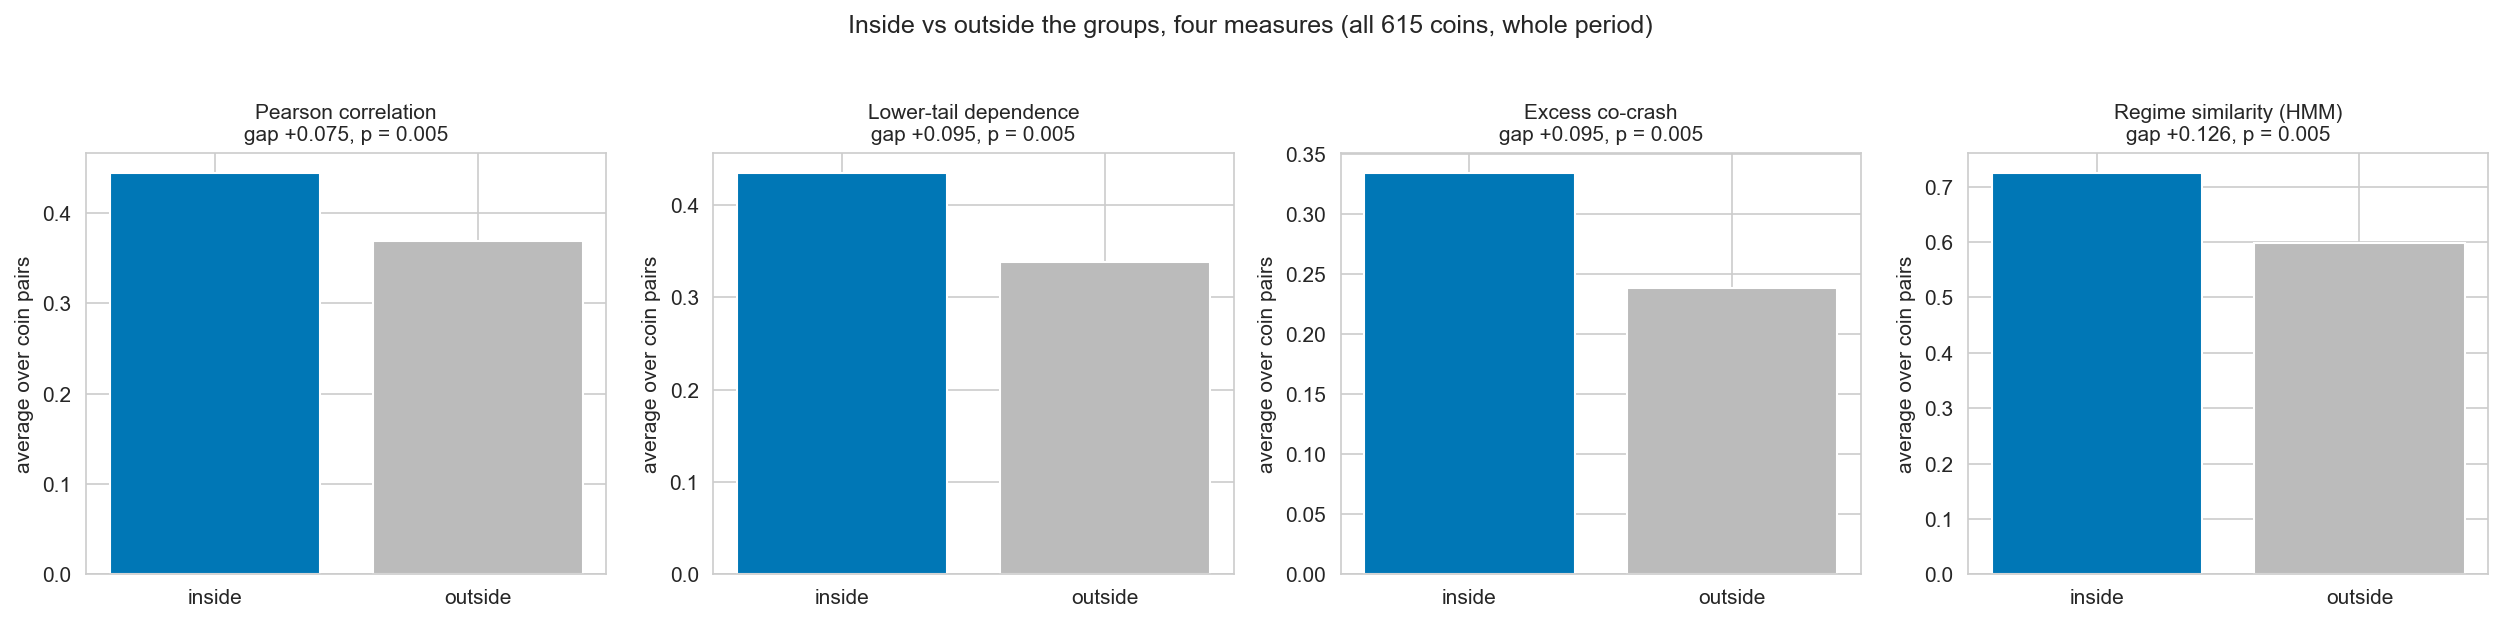 Inside vs outside the groups, four measures (all 615 coins, whole period)
Pearson correlation
gap +0.075, p = 0.005
average over coin pairs
0.4
0.3
0.2
0.1
0.0
inside
outside
Lower-tail dependence
gap +0.095, p = 0.005
average over coin pairs
0.4
0.3
0.2
0.1
0.0
inside
outside
Excess co-crash
gap +0.095, p = 0.005
average over coin pairs
0.35
0.30
0.25
0.20
0.15
0.10
0.05
0.00
inside
outside
Regime similarity (HMM)
gap +0.126, p = 0.005
average over coin pairs
0.7
0.6
0.5
0.4
0.3
0.2
0.1
0.0
inside
outside